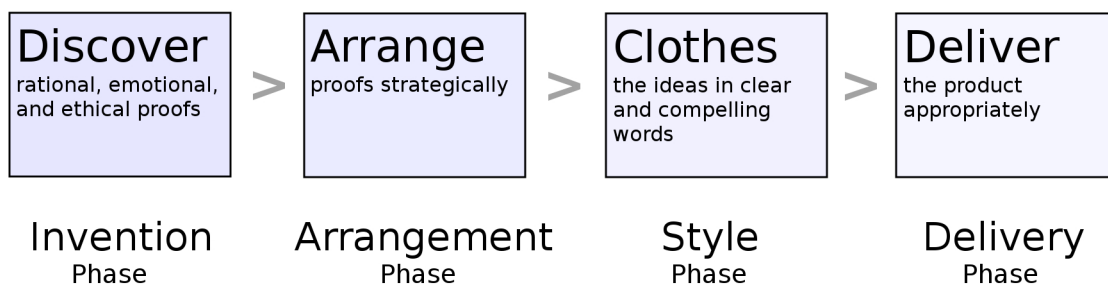 Discover
rational, emotional,
and ethical proofs
>
Arrange
proofs strategically
>
Clothes
the ideas in clear
and compelling
words
>
Deliver
the product
appropriately
Invention
Phase
Arrangement
Phase
Style
Phase
Delivery
Phase